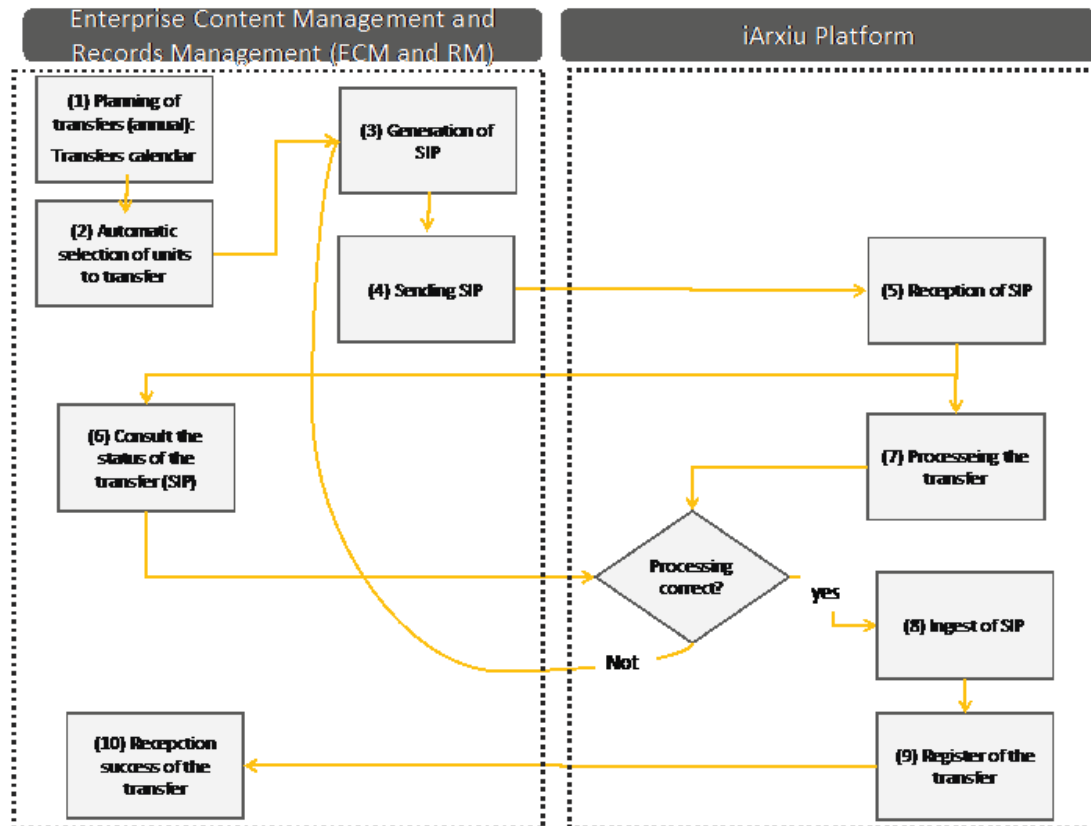 Enterprise Content Management and
Records Management (ECM and RM)
iArxiu Platform
(1) Planning of
transfers (annual):
Transfers calendar
(2) Automatic
selection of units
to transfer
(3) Generation of
SIP
(4) Sending SIP
(5) Reception of SIP
(6) Consult the
status of the
transfer (SIP)
(7) Processeing the
transfer
Processing
correct?
yes
Not
(8) Ingest of SIP
(9) Register of the
transfer
(10) Recepction
success of the
transfer